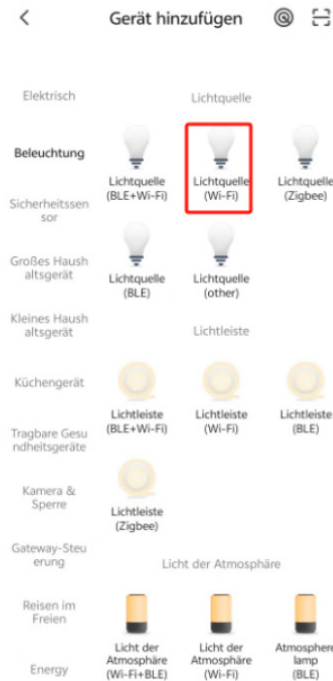 Gerät hinzufügen
Elektrisch
Beleuchtung
Sicherheitssen
sor
Großes Haush
altsgerät
Kleines Haush
altsgerät
Küchengerät
Tragbare Gesu
ndheitsgeräte
Kamera &
Sperre
Gateway-Steu
erung
Reisen im
Freien
Energy
Lichtquelle
Lichtquelle
(BLE+Wi-Fi)
Lichtquelle
(Wi-Fi)
Lichtquelle
(Zigbee)
Lichtquelle
(BLE)
Lichtquelle
(other)
Lichtleiste
Lichtleiste
(BLE+Wi-Fi)
Lichtleiste
(Wi-Fi)
Lichtleiste
(BLE)
Lichtleiste
(Zigbee)
Licht der Atmosphäre
Licht der
Atmosphäre
(Wi-Fi+BLE)
Licht der
Atmosphäre
(Wi-Fi)
Atmosphere
lamp
(BLE)